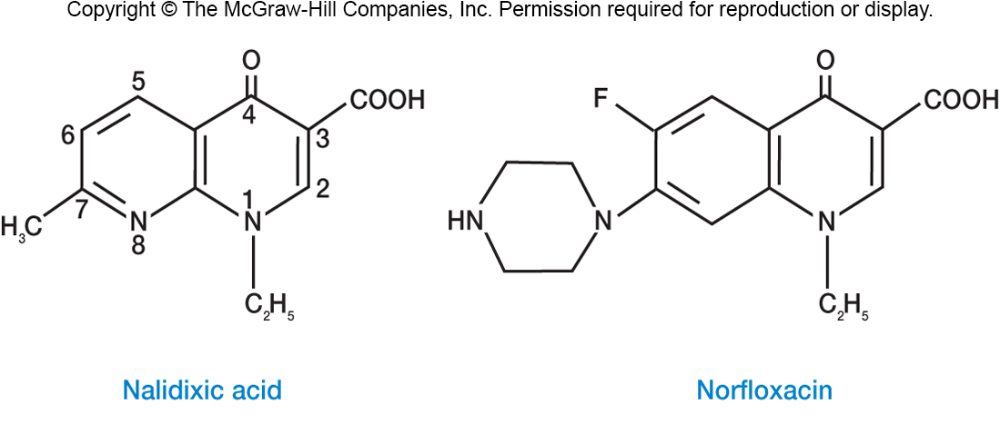 Copyright © The McGraw-Hill Companies, Inc. Permission required for reproduction or display.
O
5
COOH
4
6
3
1
2
7
N
N
H₃C
8
C₂H₅
Nalidixic acid
O
F
COOH
HN
N
N
C₂H₅
Norfloxacin